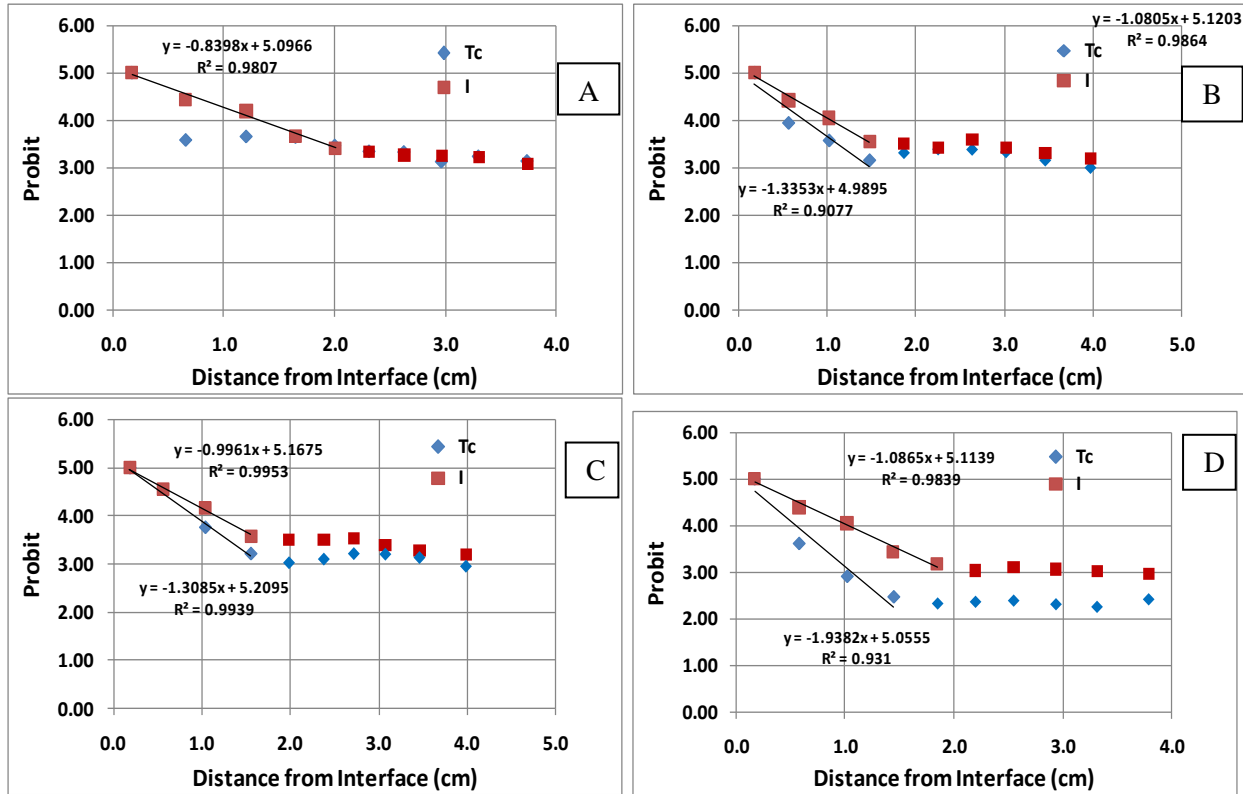 6.00
5.00
4.00
3.00
2.00
1.00
0.00
Probit
y = -0.8398x + 5.0966
R² = 0.9807
Tc
I
A
0.0 1.0 2.0 3.0 4.0
Distance from Interface (cm)
6.00
5.00
4.00
3.00
2.00
1.00
0.00
Probit
y = -1.0805x + 5.1203
R² = 0.9864
Tc
I
B
y = -1.3353x + 4.9895
R² = 0.9077
0.0 1.0 2.0 3.0 4.0 5.0
Distance from Interface (cm)
6.00
5.00
4.00
3.00
2.00
1.00
0.00
Probit
y = -0.9961x + 5.1675
R² = 0.9953
Tc
I
C
y = -1.3085x + 5.2095
R² = 0.9939
0.0 1.0 2.0 3.0 4.0 5.0
Distance from Interface (cm)
6.00
5.00
4.00
3.00
2.00
1.00
0.00
Probit
y = -1.0865x + 5.1139
R² = 0.9839
Tc
I
D
y = -1.9382x + 5.0555
R² = 0.931
0.0 1.0 2.0 3.0 4.0
Distance from Interface (cm)